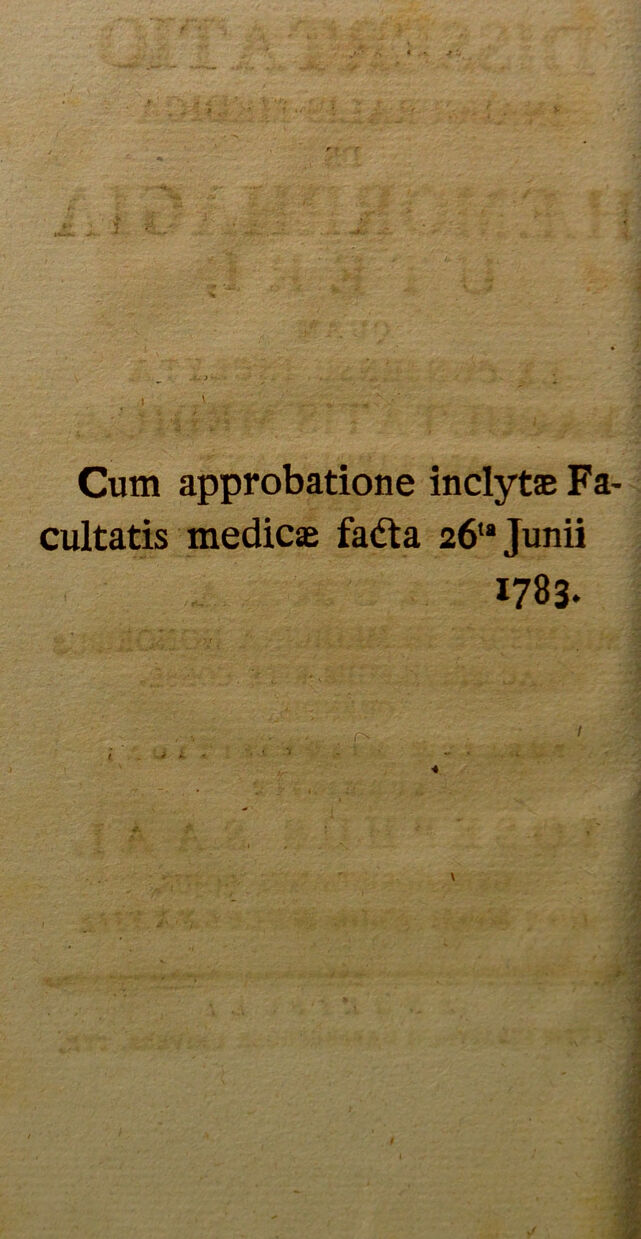 Cum approbatione inclytæ Fa-
cultatis medicæ facta 26ta Junii
1783.